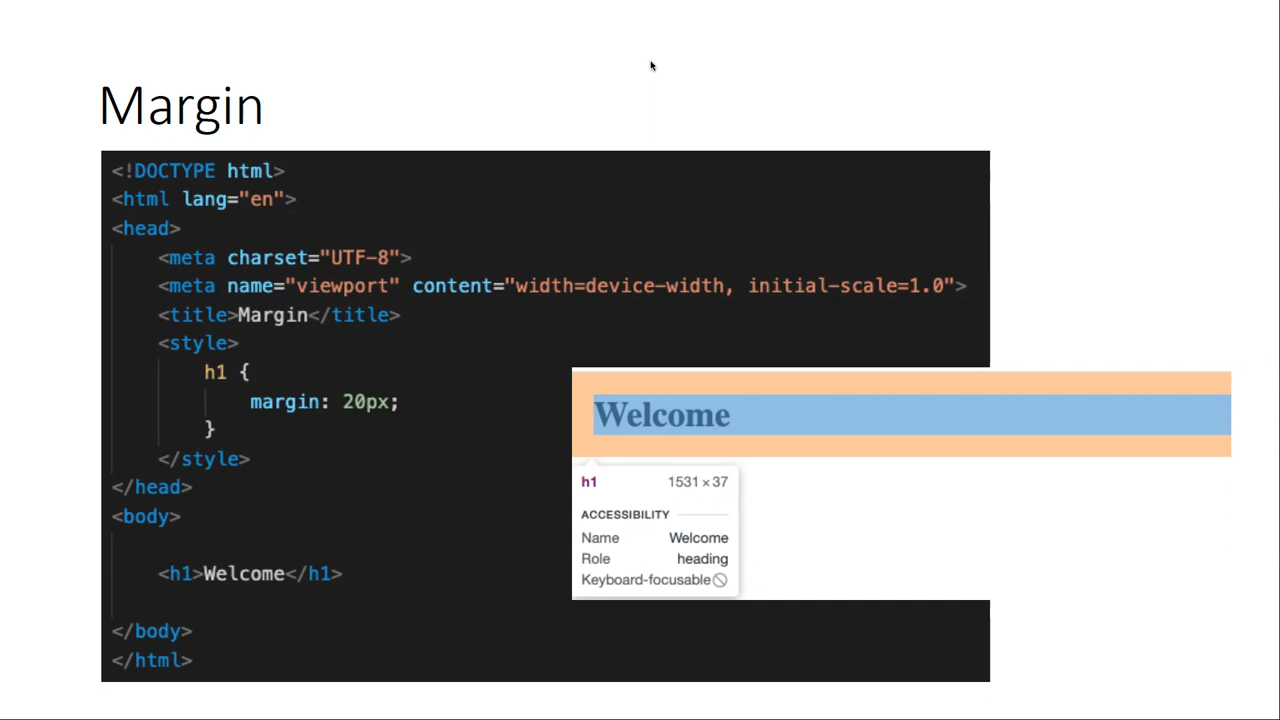 Margin
<!DOCTYPE html>
<html lang="en">
<head>
<meta charset="UTF-8">
<meta name="viewport" content="width=device-width, initial-scale=1.0">
<title>Margin</title>
<style>
h1 {
margin: 20px;
}
</style>
</head>
<body>
<h1>Welcome</h1>
</body>
</html>
Welcome
h1 1531 × 37
ACCESSIBILITY
Name Welcome
Role heading
Keyboard-focusable